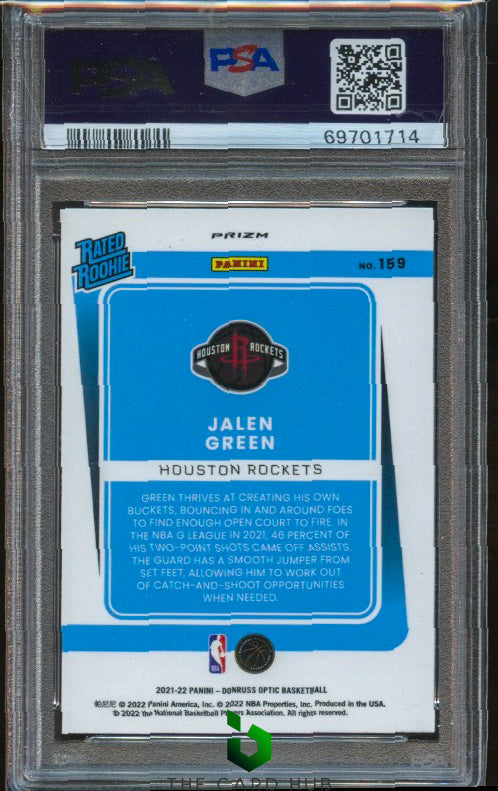 PSA
PSA
69701714
RATED
ROOKIE
PRIZM
PANINI
NO. 159
HOUSTON R ROCKETS
JALEN
GREEN
HOUSTON ROCKETS
GREEN THRIVES AT CREATING HIS OWN
BUCKETS, BOUNCING IN AND AROUND FOES
TO FIND ENOUGH OPEN COURT TO FIRE. IN
THE NBA G LEAGUE IN 2021, 46 PERCENT OF
HIS TWO-POINT SHOTS CAME OFF ASSISTS.
THE GUARD HAS A SMOOTH JUMPER FROM
SET FEET, ALLOWING HIM TO WORK OUT
OF CATCH-AND-SHOOT OPPORTUNITIES
WHEN NEEDED.
NBA
2021-22 PANINI – DONRUSS OPTIC BASKETBALL
帕尼尼 © 2022 Panini America, Inc. © 2022 NBA Properties, Inc. Produced in the USA.
© 2022 the National Basketball Players Association. All rights reserved.
THE CARD HUB